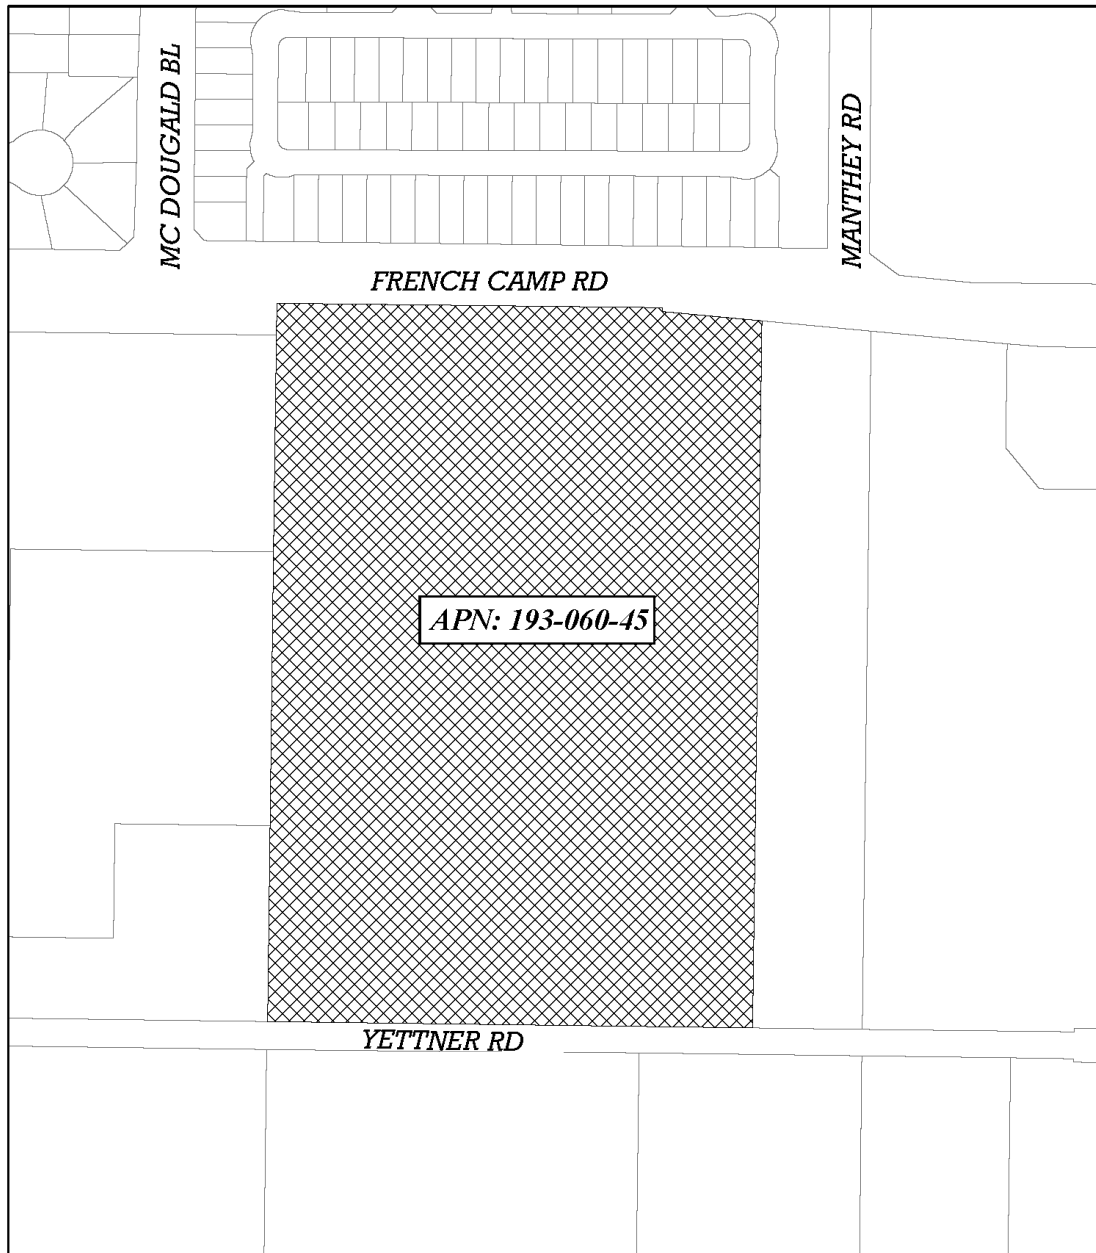 MC DOUGALD BL
MANTHEY RD
FRENCH CAMP RD
APN: 193-060-45
YETTNER RD